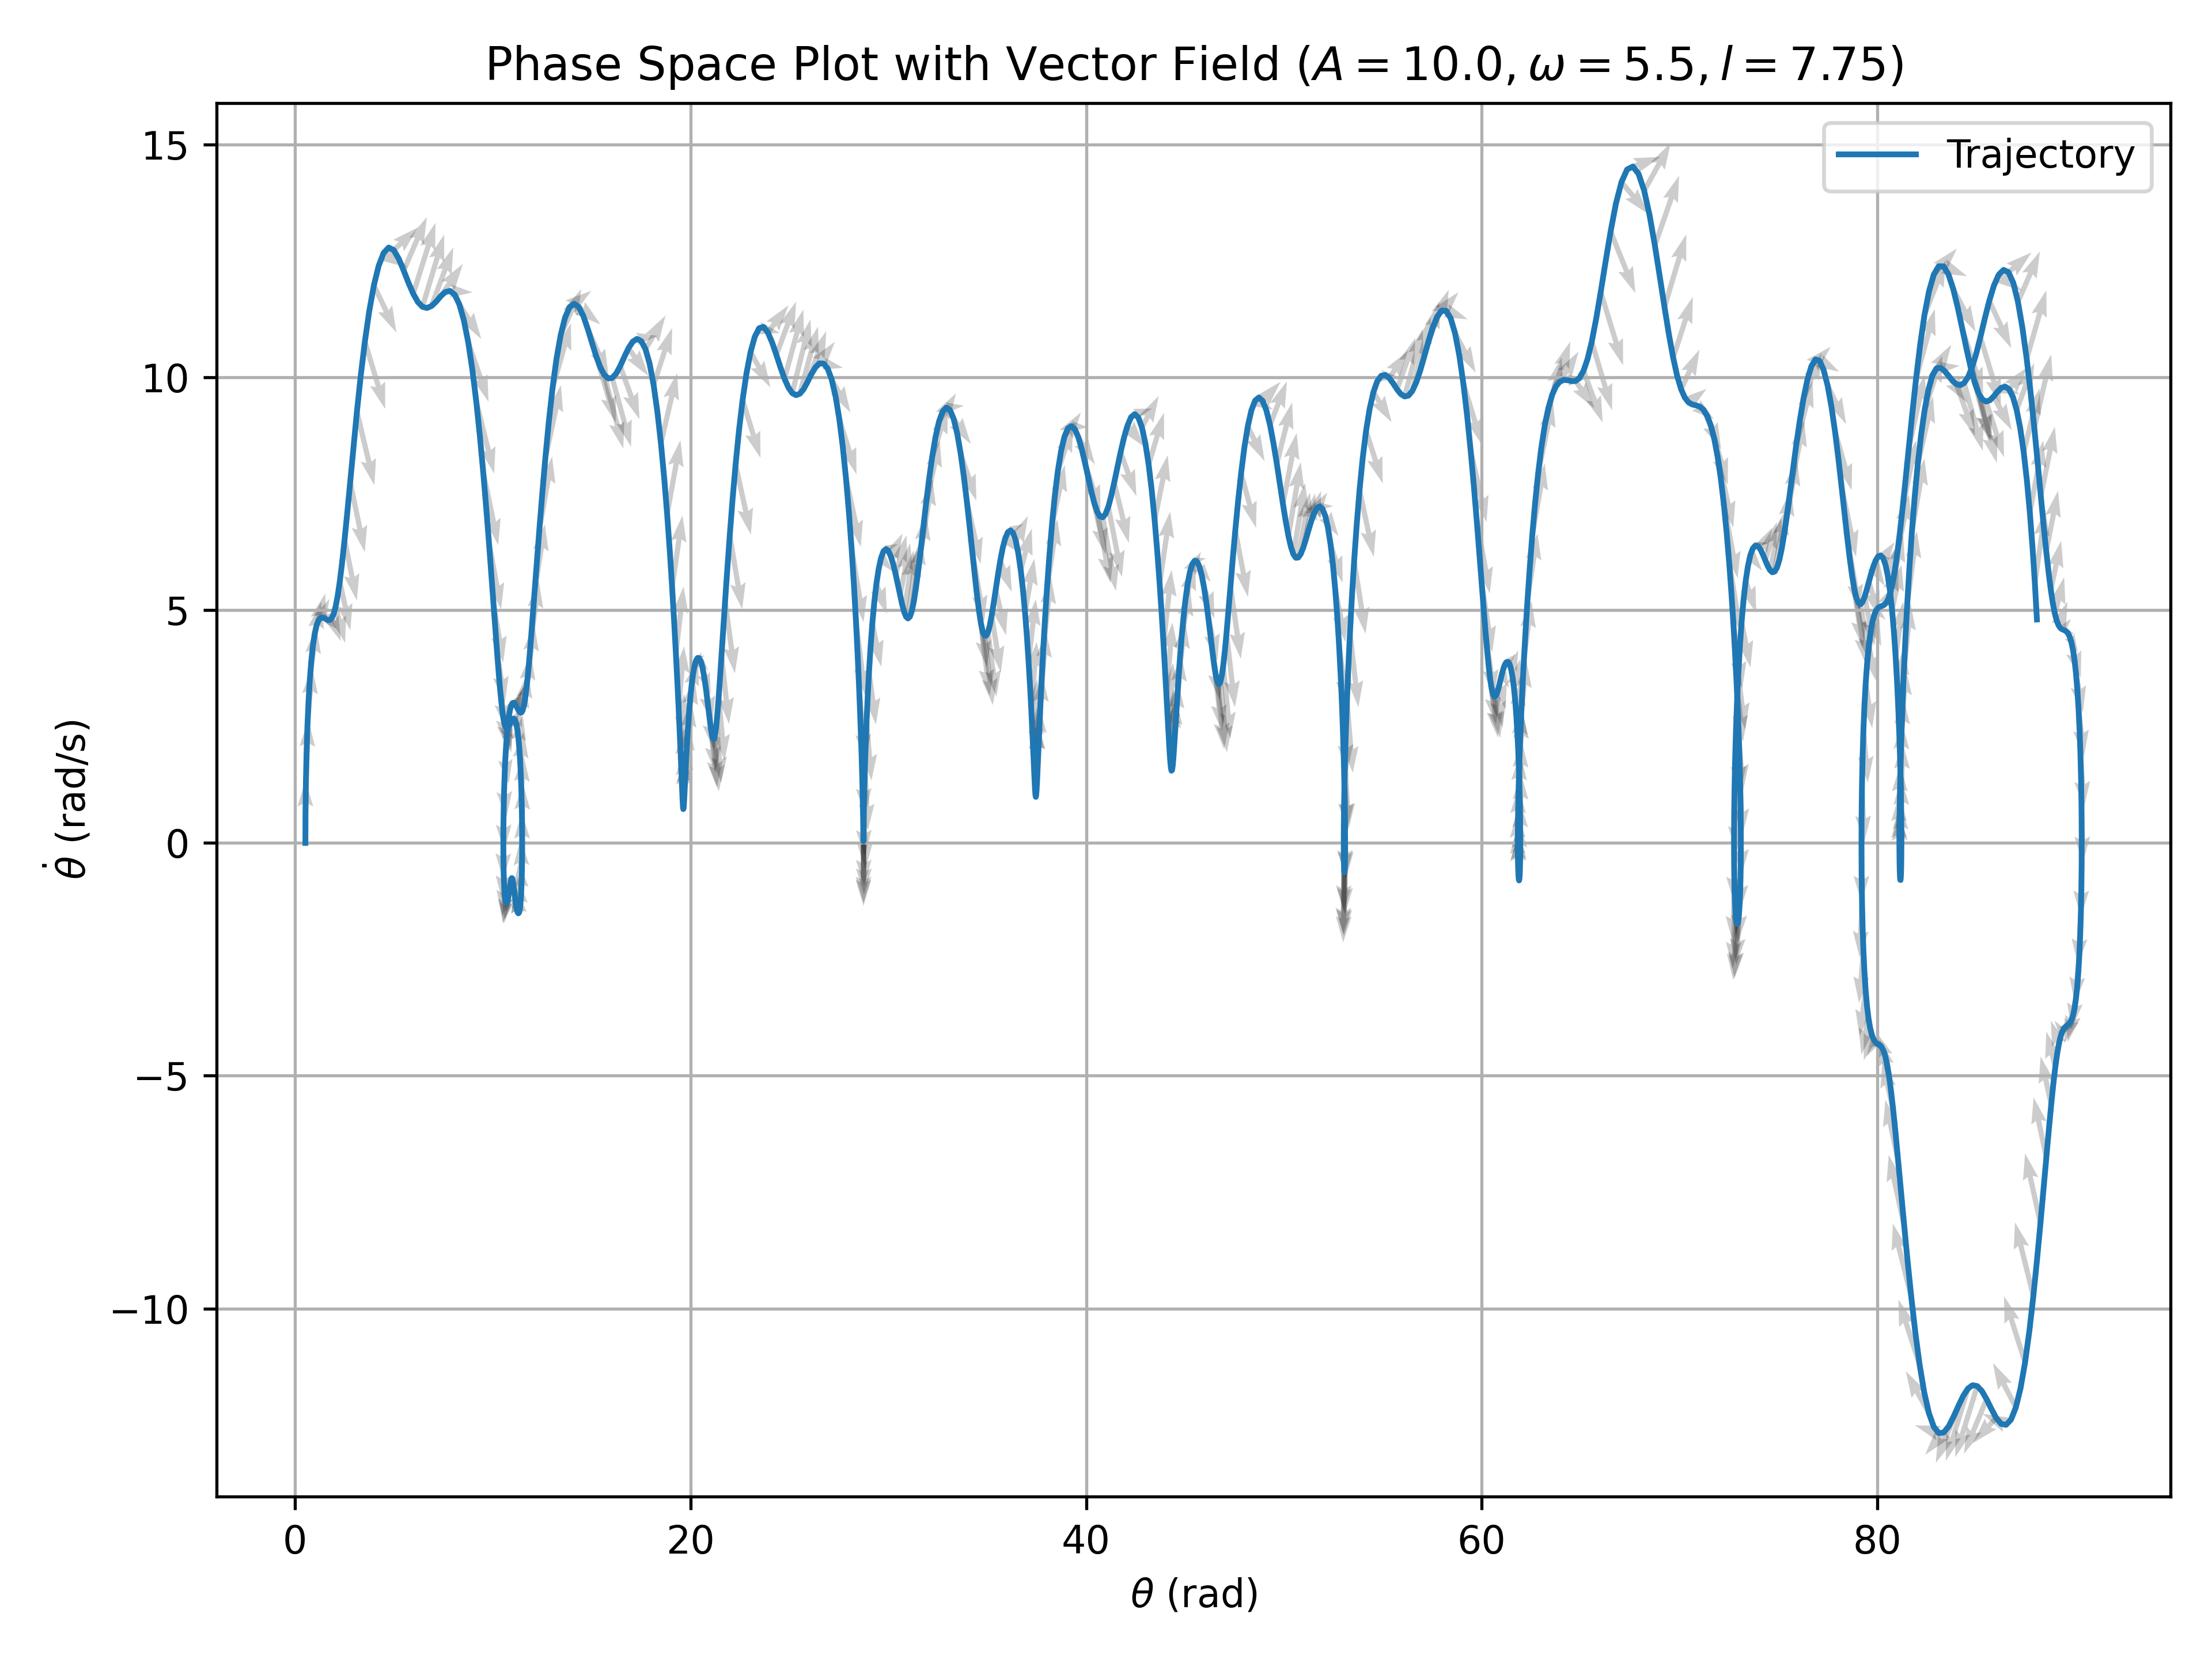 Phase Space Plot with Vector Field (A = 10.0, ω = 5.5, l = 7.75)
Trajectory
15
10
5
0
−5
−10
θ̇ (rad/s)
0 20 40 60 80
θ (rad)